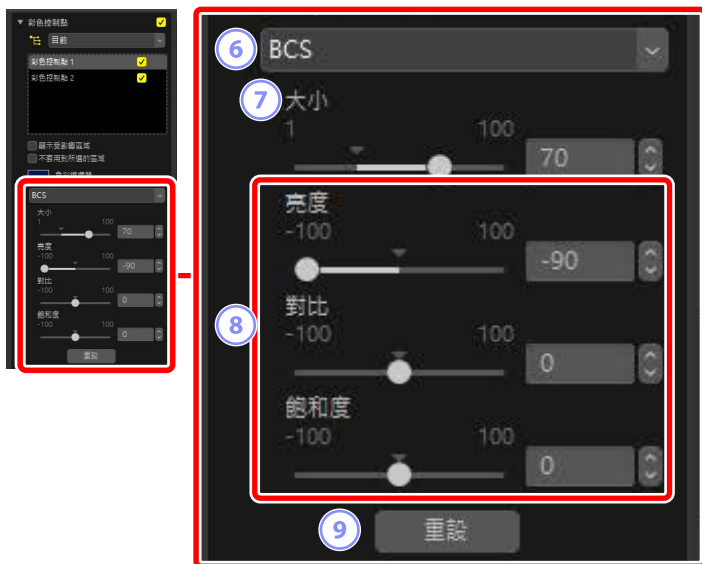 彩色控制點
目前
彩色控制點 1
彩色控制點 2
顯示受影響區域
不套用到所選的區域
BCS
大小
1 100
70
亮度
-100 100
-90
對比
-100 100
0
飽和度
-100 100
0
重設
6
BCS
7
大小
1 100
70
8
亮度
-100 100
-90
對比
-100 100
0
飽和度
-100 100
0
9
重設